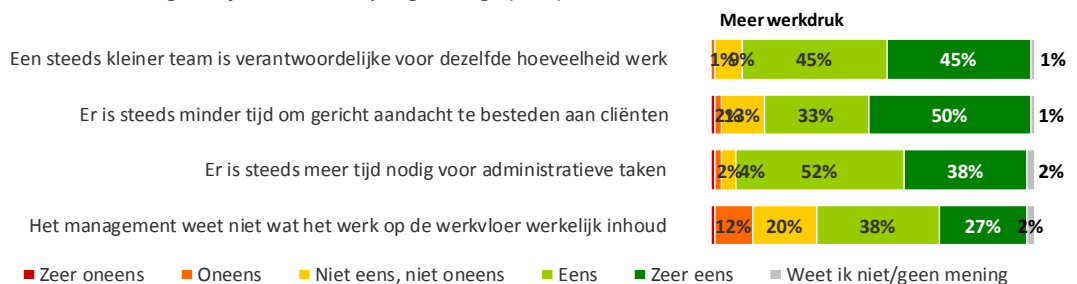 Meer werkdruk
Een steeds kleiner team is verantwoordelijke voor dezelfde hoeveelheid werk 1% 9% 45% 45% 1%
Er is steeds minder tijd om gericht aandacht te besteden aan cliënten 2% 13% 33% 50% 1%
Er is steeds meer tijd nodig voor administratieve taken 2% 4% 52% 38% 2%
Het management weet niet wat het werk op de werkvloer werkelijk inhoud 12% 20% 38% 27% 2%
Zeer oneens Oneens Niet eens, niet oneens Eens Zeer eens Weet ik niet/geen mening